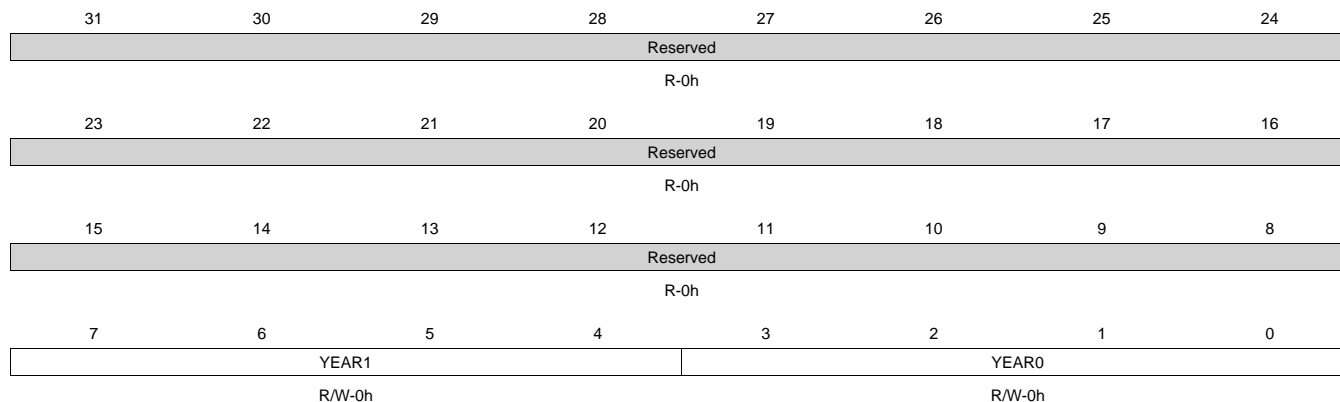 31 30 29 28 27 26 25 24
Reserved
R-0h
23 22 21 20 19 18 17 16
Reserved
R-0h
15 14 13 12 11 10 9 8
Reserved
R-0h
7 6 5 4 3 2 1 0
YEAR1 YEAR0
R/W-0h R/W-0h